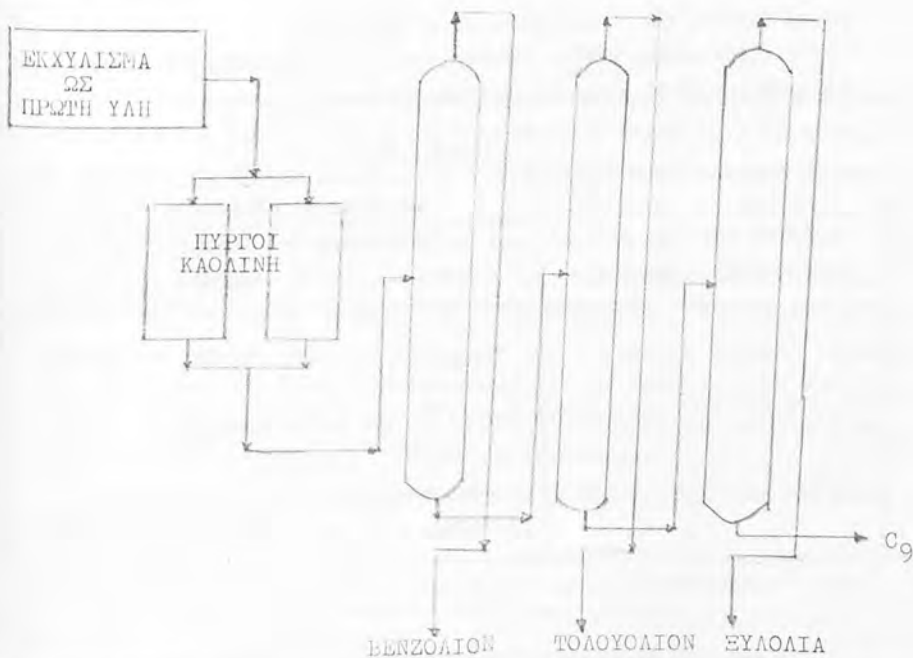 ΕΚΧΥΛΙΣΜΑ
ΩΣ
ΠΡΩΤΗ ΥΛΗ
ΠΥΡΓΟΙ
ΚΑΟΛΙΝΗ
C9
ΒΕΝΖΟΛΙΟΝ
ΤΟΛΟΥΟΛΙΟΝ
ΞΥΛΟΛΙΑ